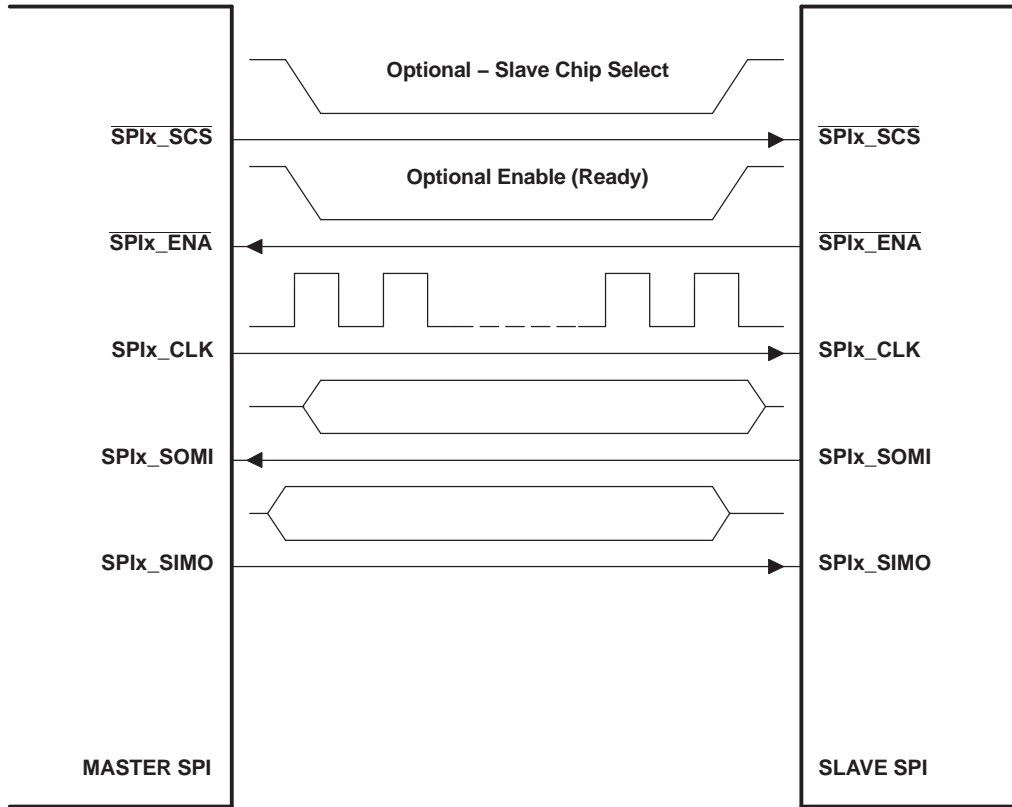 Optional – Slave Chip Select
SPIx_SCS SPIx_SCS
Optional Enable (Ready)
SPIx_ENA SPIx_ENA
SPIx_CLK SPIx_CLK
SPIx_SOMI SPIx_SOMI
SPIx_SIMO SPIx_SIMO
MASTER SPI SLAVE SPI